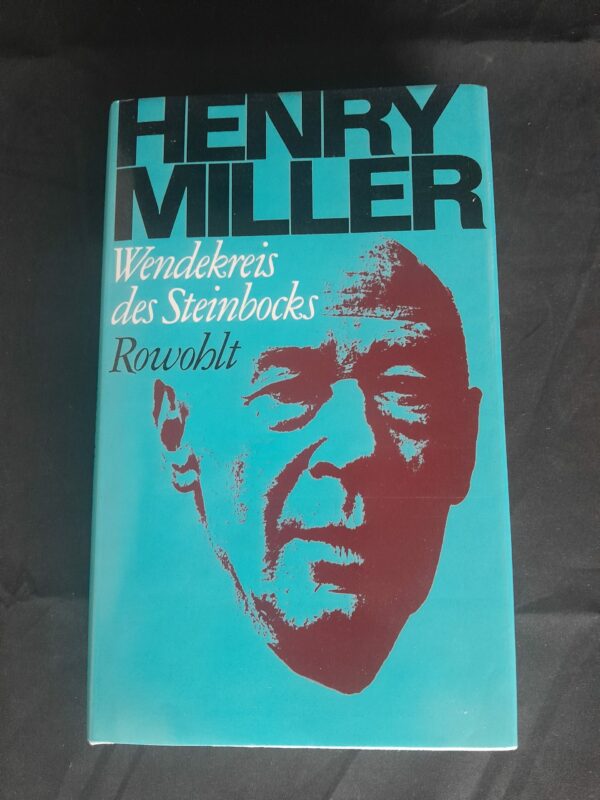 HENRY
MILLER
Wendekreis
des Steinbocks
Rowohlt